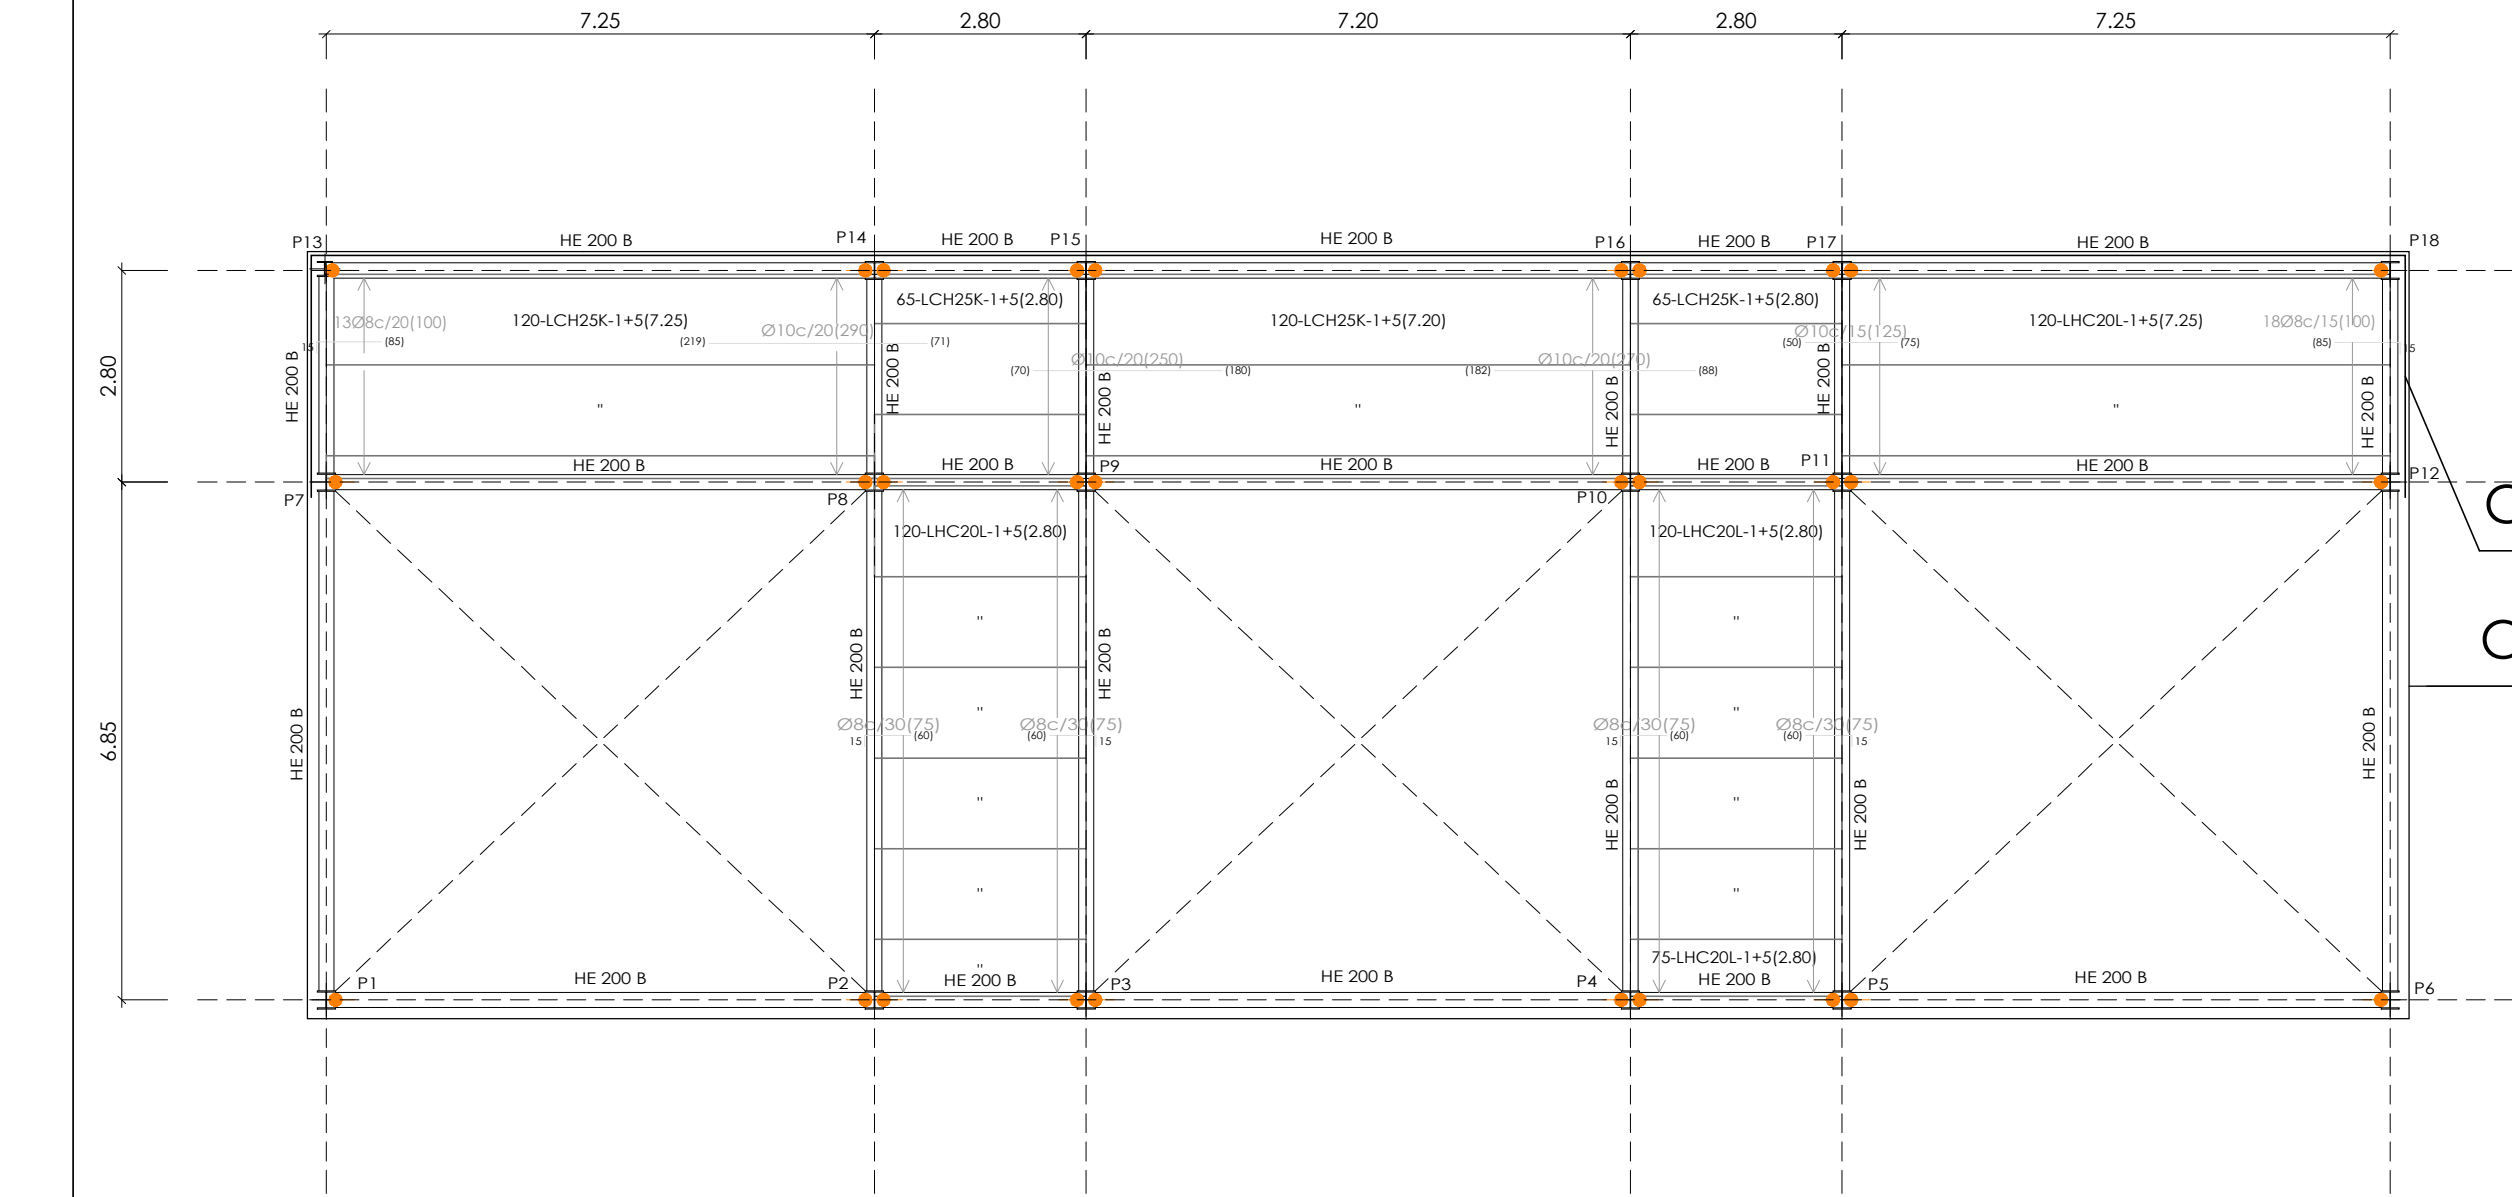 7.25 2.80 7.20 2.80 7.25
P13 HE 200 B P14 HE 200 B P15 HE 200 B P16 HE 200 B P17 HE 200 B P18
65-LCH25K-1+5(2.80) 65-LCH25K-1+5(2.80)
13Ø8c/20(100) 120-LCH25K-1+5(7.25) Ø10c/20(290) 120-LCH25K-1+5(7.20) Ø10c/15(125) 120-LHC20L-1+5(7.25) 18Ø8c/15(100)
15 (85) (219) (71) (50) (75) (85) 15
Ø10c/20(250) Ø10c/20(270)
(70) (180) (182) (88)
2.80
HE 200 B HE 200 B HE 200 B HE 200 B HE 200 B HE 200 B
" " "
HE 200 B HE 200 B P9 HE 200 B HE 200 B P11 HE 200 B P12
P7 P8 P10
120-LHC20L-1+5(2.80) 120-LHC20L-1+5(2.80)
" "
HE 200 B HE 200 B
" "
6.85
HE 200 B HE 200 B
Ø8c/30(75) Ø8c/30(75) Ø8c/30(75) Ø8c/30(75)
15 (60) (60) 15 15 (60) (60) 15
" "
HE 200 B HE 200 B
" "
75-LHC20L-1+5(2.80)
"
P1 HE 200 B P2 HE 200 B P3 HE 200 B P4 HE 200 B P5 HE 200 B P6